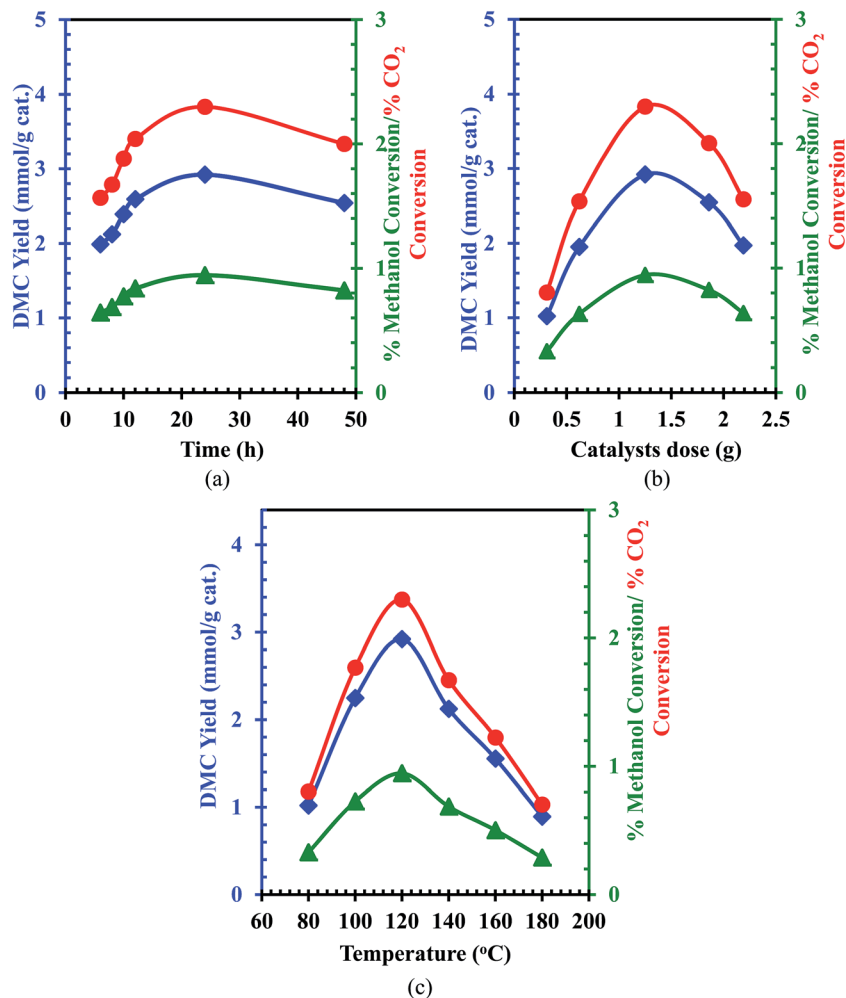 DMC Yield (mmol/g cat.)
5
4
3
2
1
0
0 10 20 30 40 50
Time (h)
3
2
1
0
% Methanol Conversion/ % CO2
Conversion
(a)
DMC Yield (mmol/g cat.)
5
4
3
2
1
0
0 0.5 1 1.5 2 2.5
Catalysts dose (g)
3
2
1
0
% Methanol Conversion/ % CO2
Conversion
(b)
DMC Yield (mmol/g cat.)
4
3
2
1
0
60 80 100 120 140 160 180 200
Temperature (oC)
3
2
1
0
% Methanol Conversion/ % CO2
Conversion
(c)